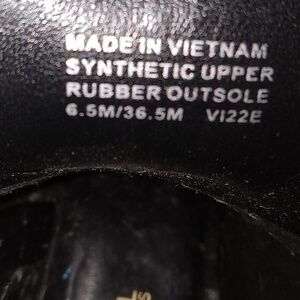 MADE IN VIETNAM
SYNTHETIC UPPER
RUBBER OUTSOLE
6.5M/36.5M VI22E